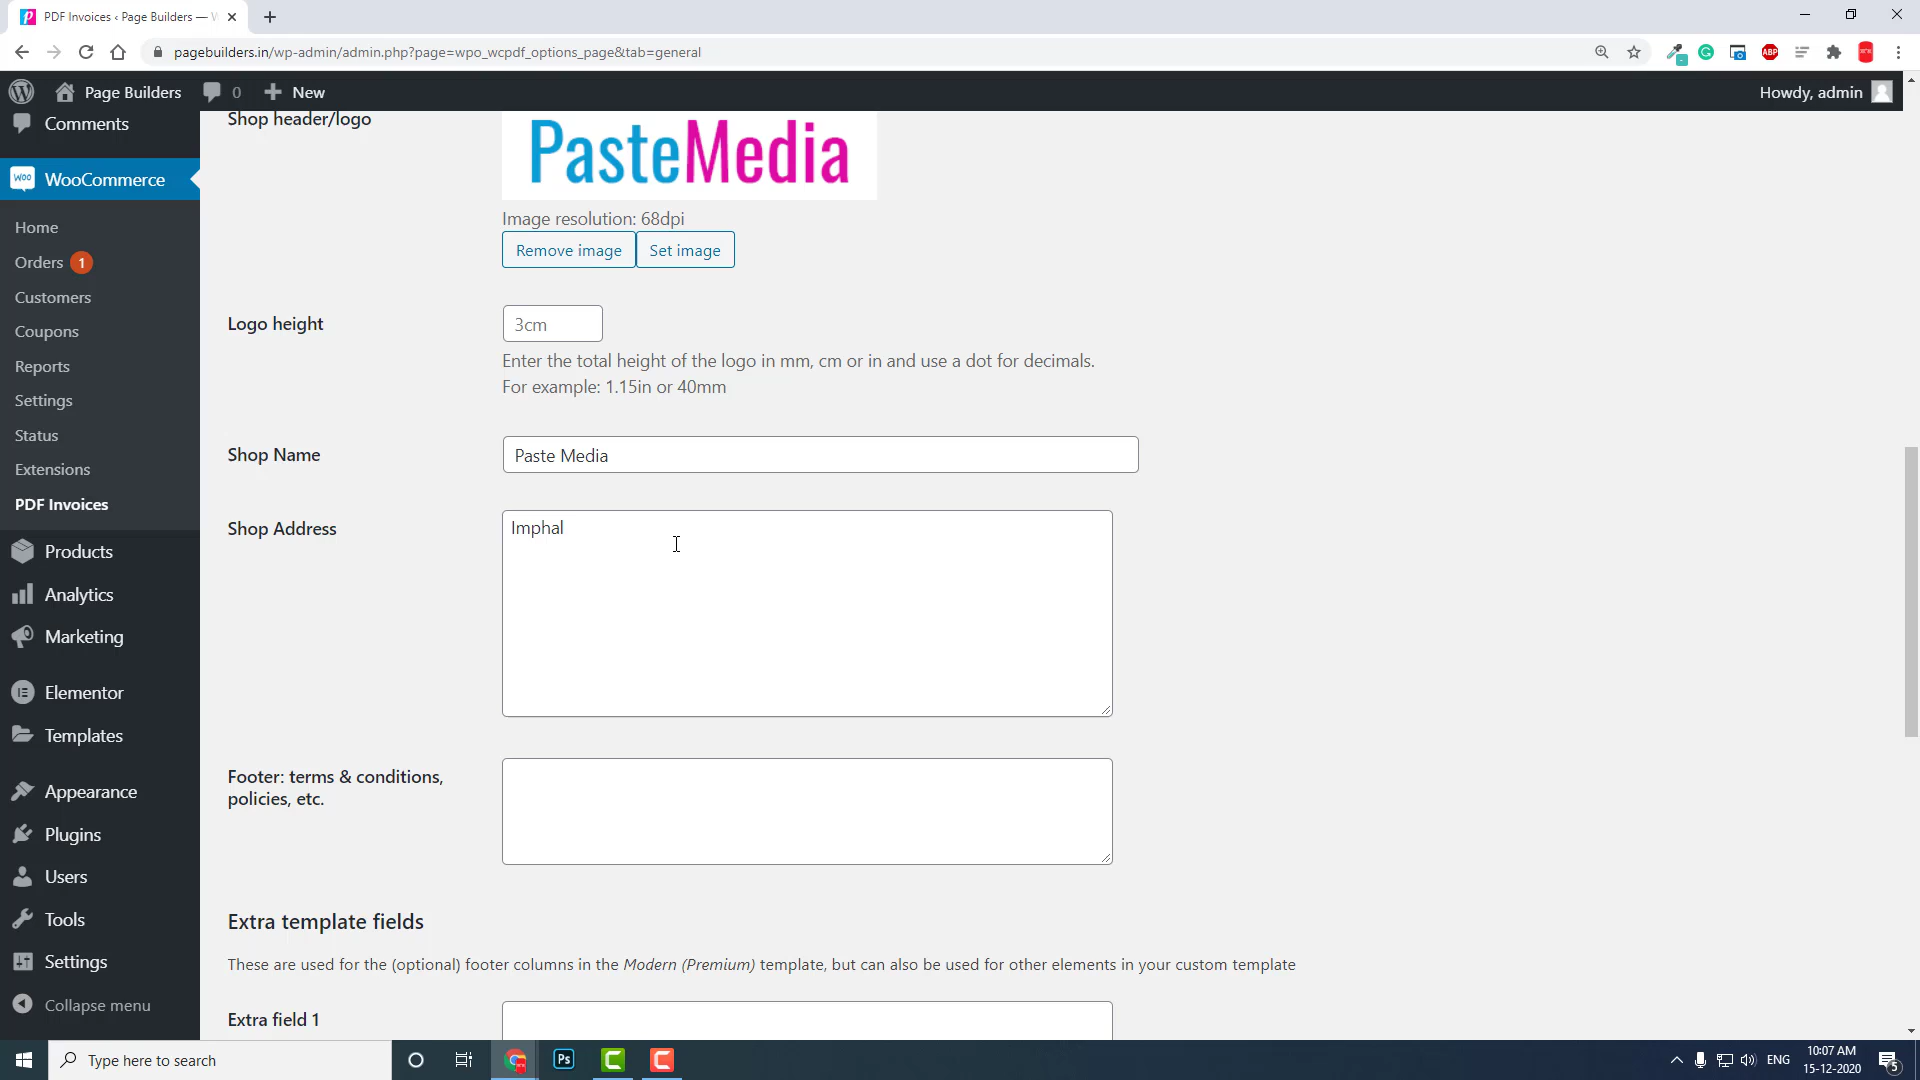 PDF Invoices ‹ Page Builders —
pagebuilders.in/wp-admin/admin.php?page=wpo_wcpdf_options_page&tab=general
ABP
Page Builders
0
New
Howdy, admin
Comments
WOO
WooCommerce
Home
Orders 1
Customers
Coupons
Reports
Settings
Status
Extensions
PDF Invoices
Products
Analytics
Marketing
Elementor
Templates
Appearance
Plugins
Users
Tools
Settings
Collapse menu
Shop header/logo
PasteMedia
Image resolution: 68dpi
Remove image
Set image
Logo height
3cm
Enter the total height of the logo in mm, cm or in and use a dot for decimals.
For example: 1.15in or 40mm
Shop Name
Paste Media
Shop Address
Imphal
Footer: terms & conditions,
policies, etc.
Extra template fields
These are used for the (optional) footer columns in the Modern (Premium) template, but can also be used for other elements in your custom template
Extra field 1
Type here to search
Ps
ENG
10:07 AM
15-12-2020
5